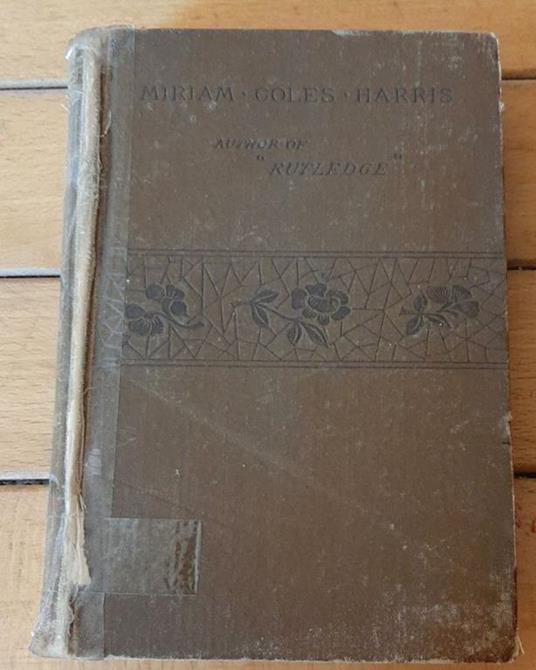 MIRIAM · COLES · HARRIS
AUTHOR OF
"RUTLEDGE"